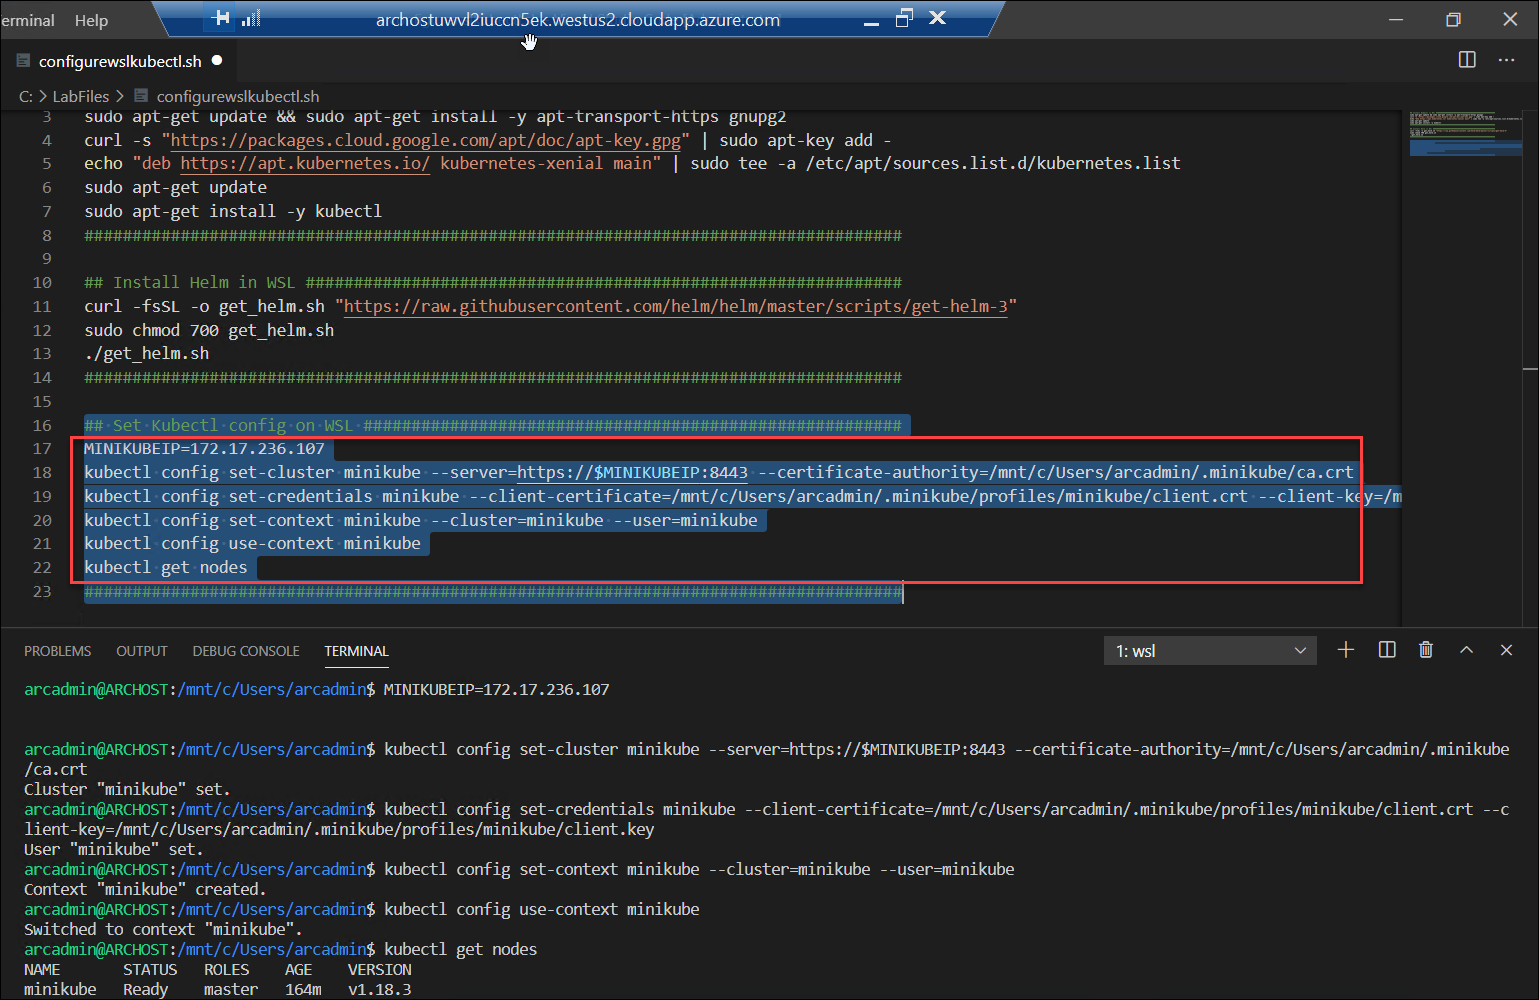 erminal Help archostuwvl2iuccn5ek.westus2.cloudapp.azure.com
configurewslkubectl.sh
C: > LabFiles > configurewslkubectl.sh
3 sudo apt-get update && sudo apt-get install -y apt-transport-https gnupg2
4 curl -s "https://packages.cloud.google.com/apt/doc/apt-key.gpg" | sudo apt-key add -
5 echo "deb https://apt.kubernetes.io/ kubernetes-xenial main" | sudo tee -a /etc/apt/sources.list.d/kubernetes.list
6 sudo apt-get update
7 sudo apt-get install -y kubectl
8 #####################################################################################
9
10 ## Install Helm in WSL ##############################################################
11 curl -fsSL -o get_helm.sh "https://raw.githubusercontent.com/helm/helm/master/scripts/get-helm-3"
12 sudo chmod 700 get_helm.sh
13 ./get_helm.sh
14 #####################################################################################
15
16 ## Set Kubectl config on WSL ########################################################
17 MINIKUBEIP=172.17.236.107
18 kubectl config set-cluster minikube --server=https://$MINIKUBEIP:8443 --certificate-authority=/mnt/c/Users/arcadmin/.minikube/ca.crt
19 kubectl config set-credentials minikube --client-certificate=/mnt/c/Users/arcadmin/.minikube/profiles/minikube/client.crt --client-key=/m
20 kubectl config set-context minikube --cluster=minikube --user=minikube
21 kubectl config use-context minikube
22 kubectl get nodes
23 #####################################################################################
PROBLEMS OUTPUT DEBUG CONSOLE TERMINAL 1: wsl
arcadmin@ARCHOST:/mnt/c/Users/arcadmin$ MINIKUBEIP=172.17.236.107
arcadmin@ARCHOST:/mnt/c/Users/arcadmin$ kubectl config set-cluster minikube --server=https://$MINIKUBEIP:8443 --certificate-authority=/mnt/c/Users/arcadmin/.minikube
/ca.crt
Cluster "minikube" set.
arcadmin@ARCHOST:/mnt/c/Users/arcadmin$ kubectl config set-credentials minikube --client-certificate=/mnt/c/Users/arcadmin/.minikube/profiles/minikube/client.crt --c
lient-key=/mnt/c/Users/arcadmin/.minikube/profiles/minikube/client.key
User "minikube" set.
arcadmin@ARCHOST:/mnt/c/Users/arcadmin$ kubectl config set-context minikube --cluster=minikube --user=minikube
Context "minikube" created.
arcadmin@ARCHOST:/mnt/c/Users/arcadmin$ kubectl config use-context minikube
Switched to context "minikube".
arcadmin@ARCHOST:/mnt/c/Users/arcadmin$ kubectl get nodes
NAME STATUS ROLES AGE VERSION
minikube Ready master 164m v1.18.3